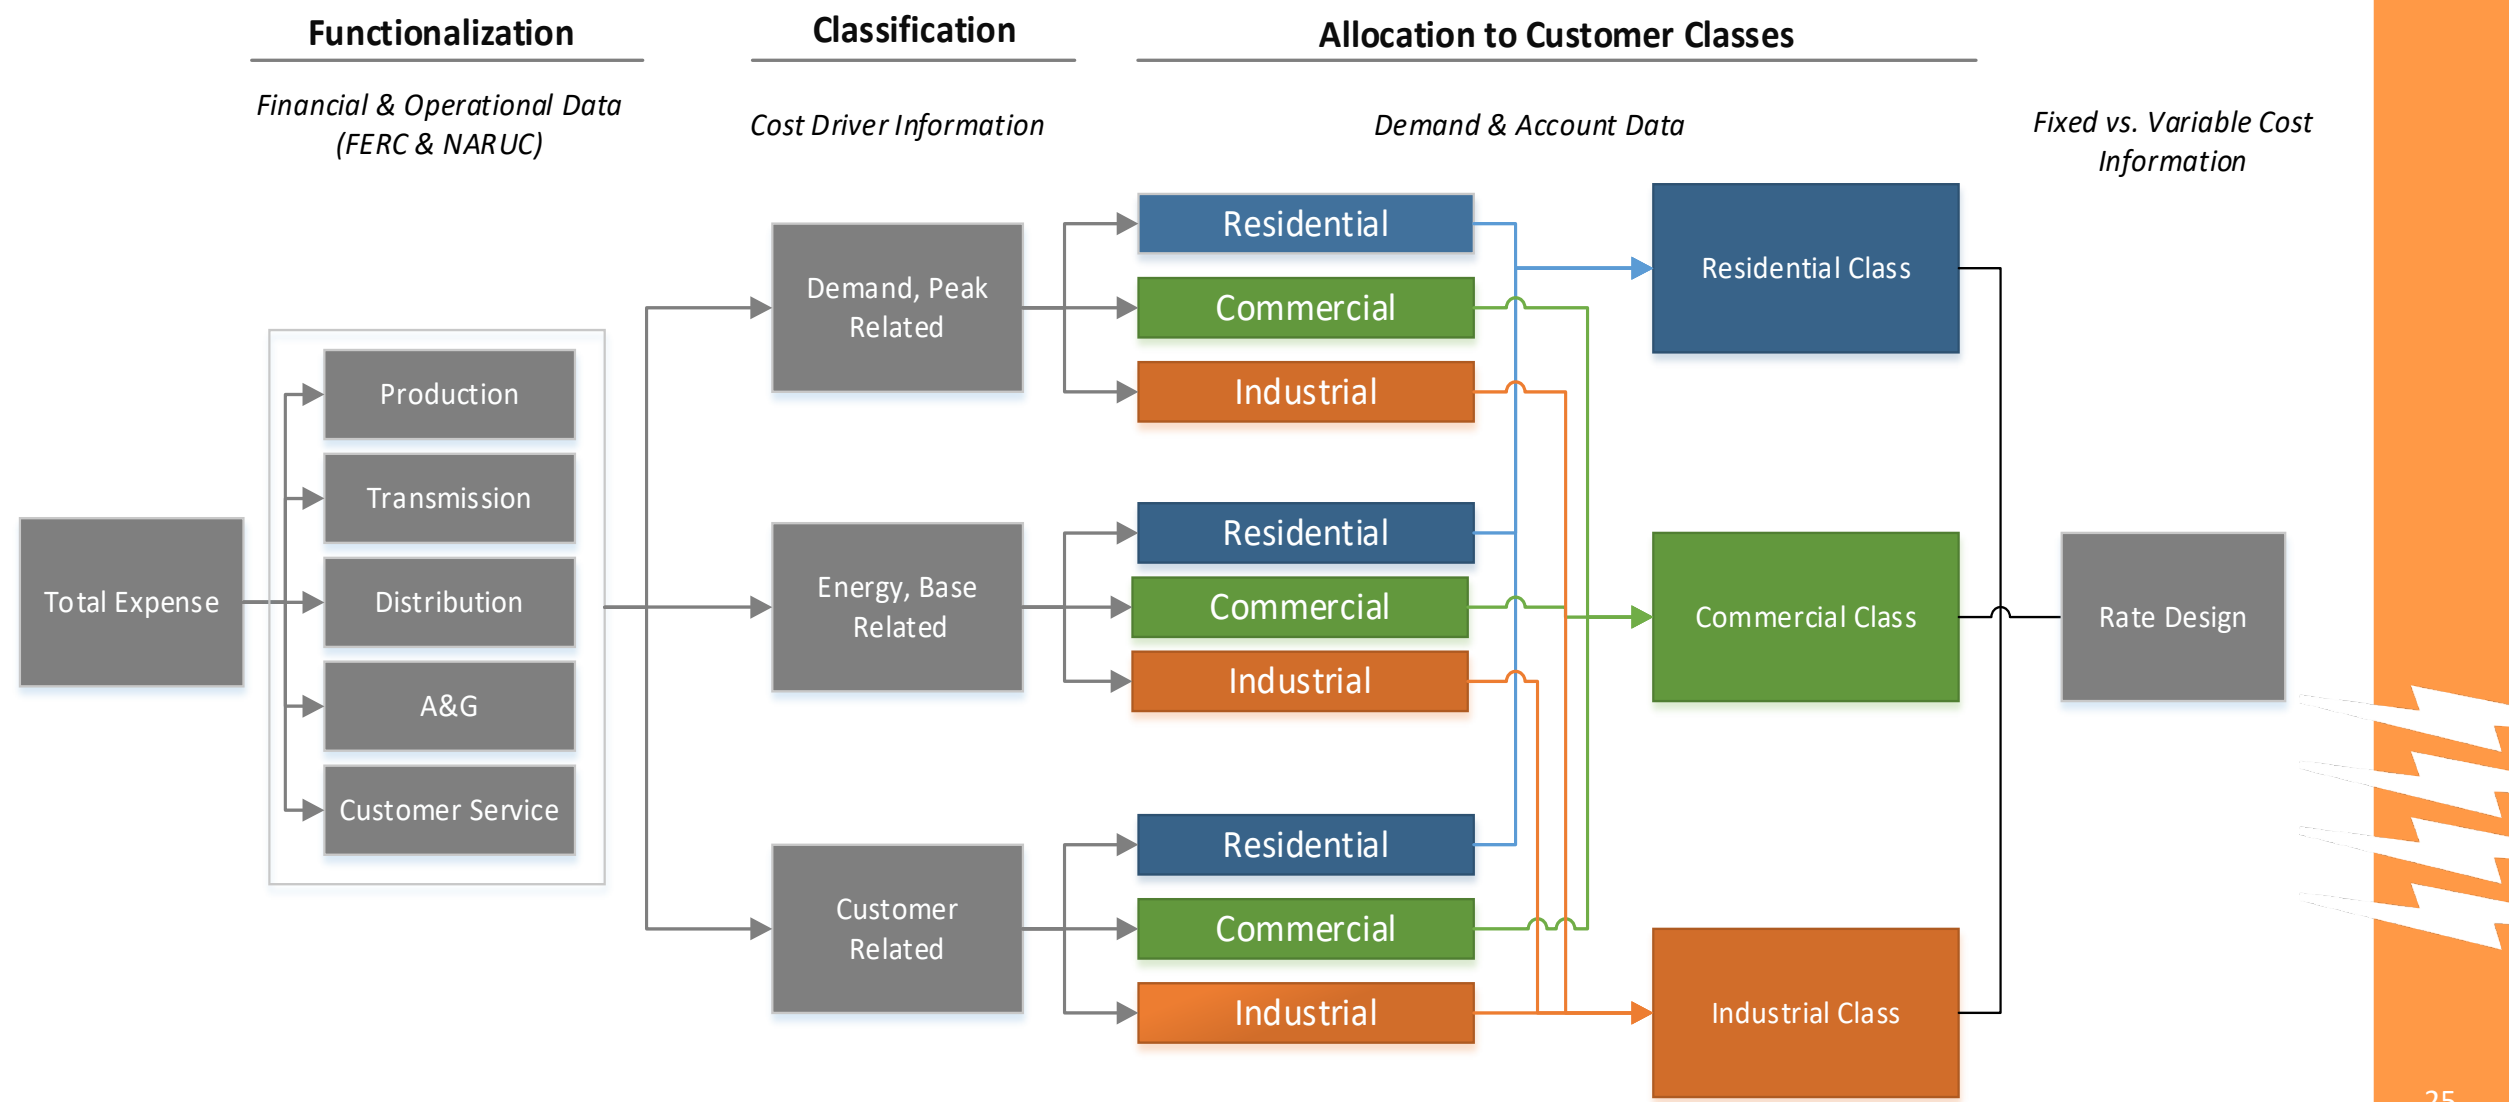 Functionalization
Classification
Allocation to Customer Classes
Financial & Operational Data
(FERC & NARUC)
Cost Driver Information
Demand & Account Data
Fixed vs. Variable Cost
Information
Total Expense
Production
Transmission
Distribution
A&G
Customer Service
Demand, Peak
Related
Energy, Base
Related
Customer
Related
Residential
Commercial
Industrial
Residential
Commercial
Industrial
Residential
Commercial
Industrial
Residential Class
Commercial Class
Industrial Class
Rate Design
25